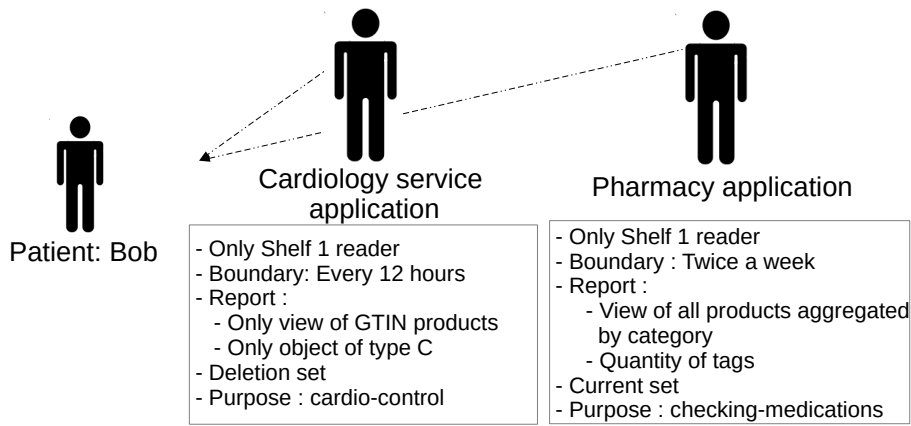 Patient: Bob
Cardiology service
application
- Only Shelf 1 reader
- Boundary: Every 12 hours
- Report :
- Only view of GTIN products
- Only object of type C
- Deletion set
- Purpose : cardio-control
Pharmacy application
- Only Shelf 1 reader
- Boundary : Twice a week
- Report :
- View of all products aggregated
by category
- Quantity of tags
- Current set
- Purpose : checking-medications